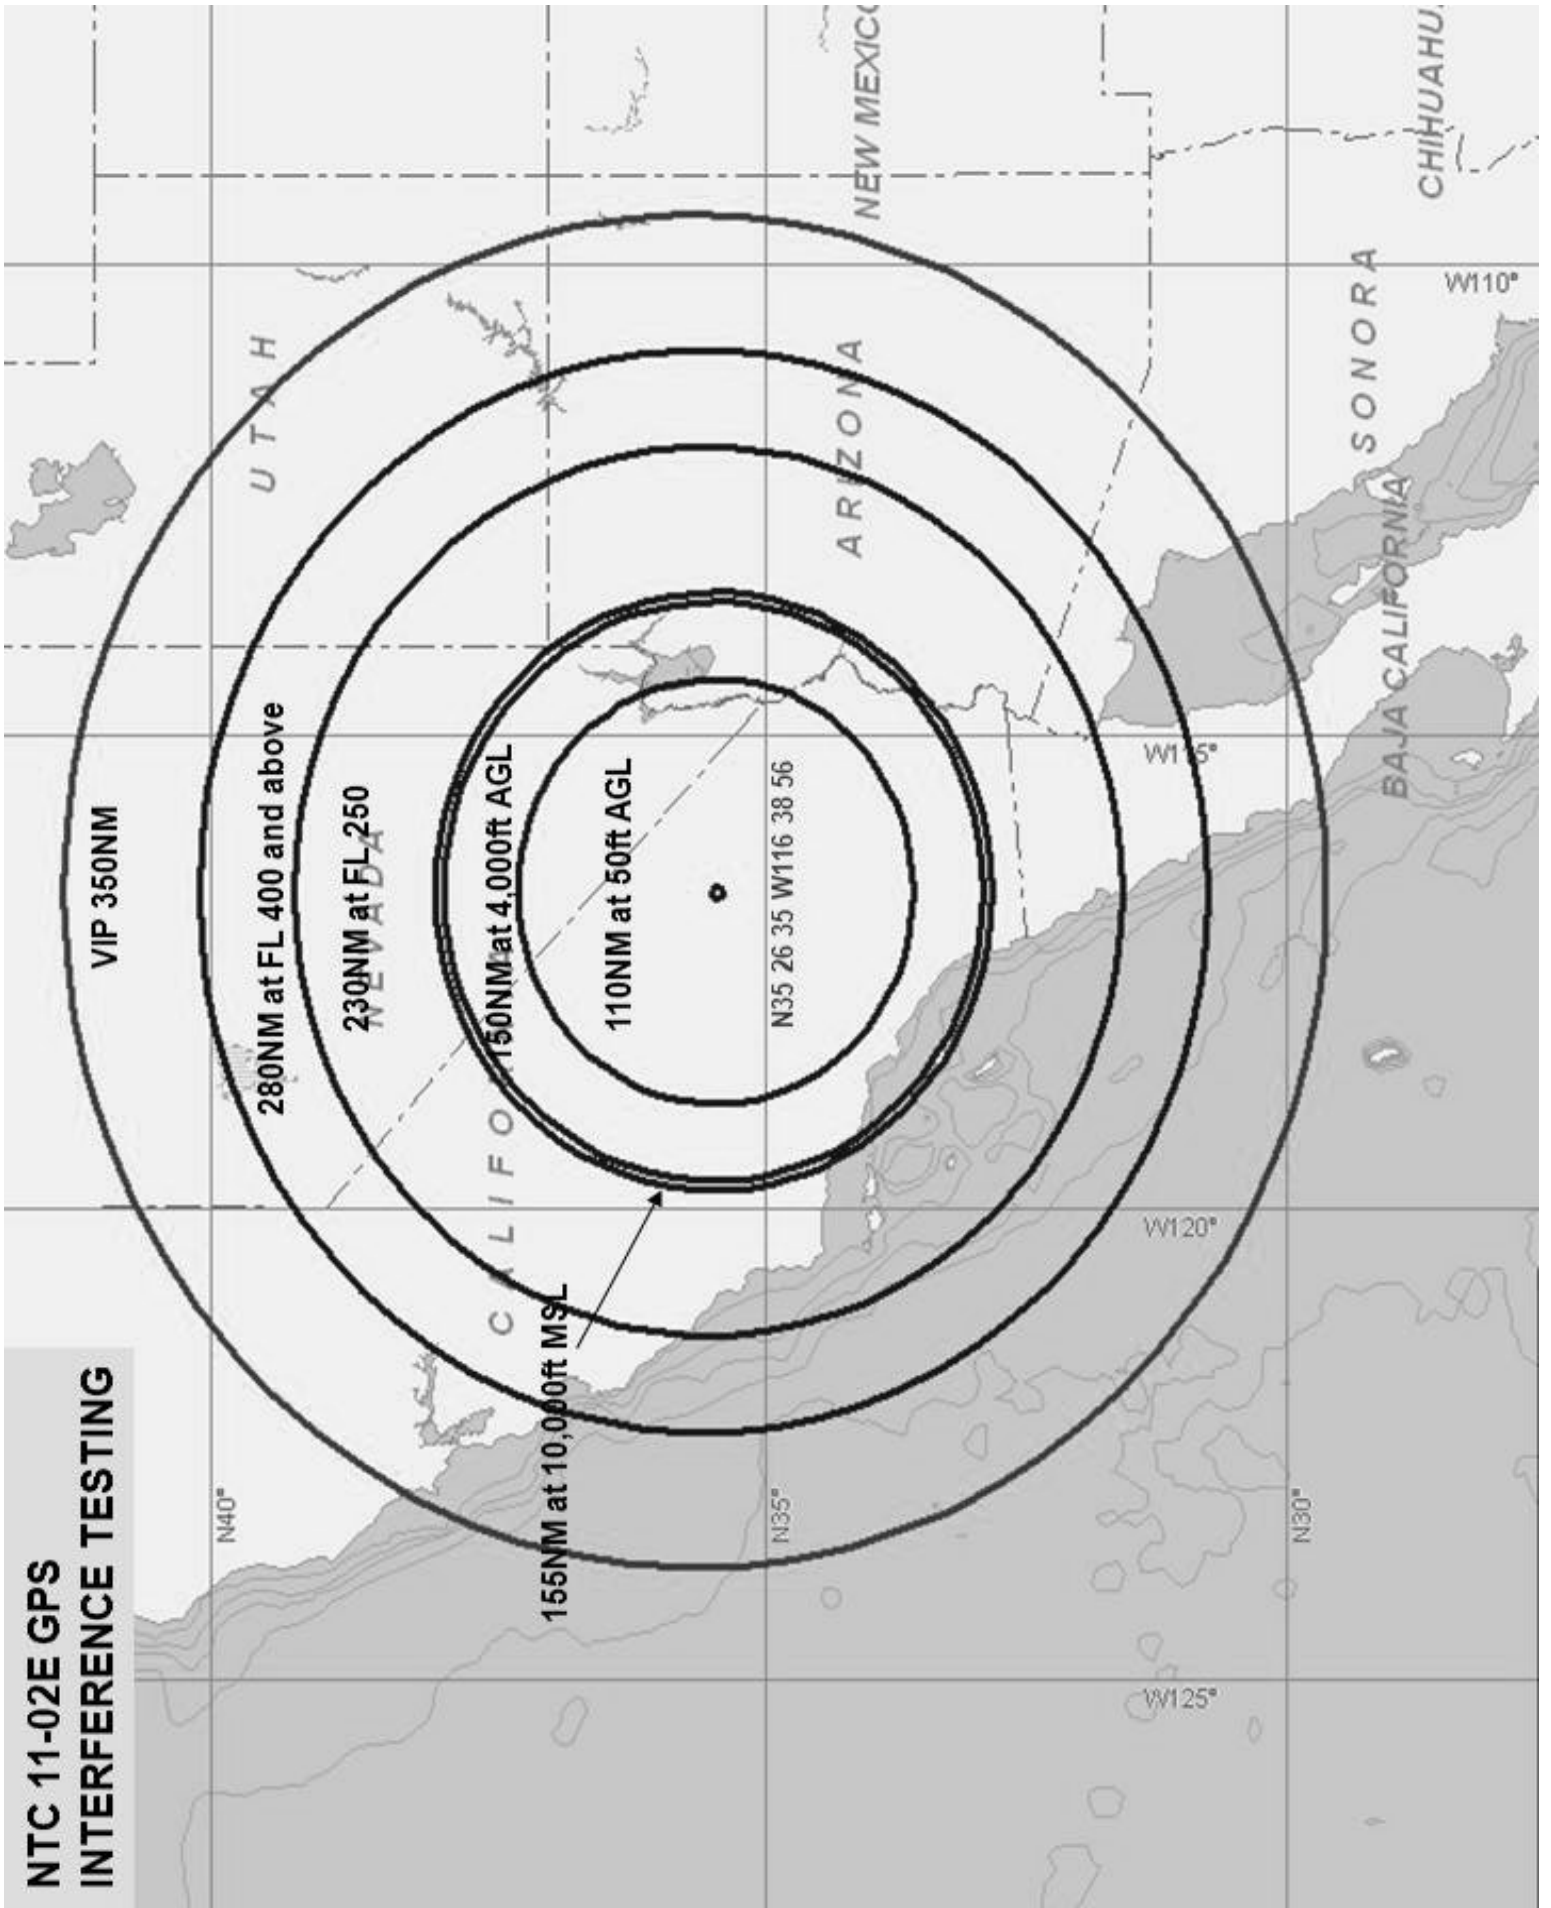 NTC 11-02E GPS
INTERFERENCE TESTING
VIP 350NM
280NM at FL 400 and above
230NM at FL 250
150NM at 4,000ft AGL
110NM at 50ft AGL
N35 26 35 W116 38 56
155NM at 10,000ft MSL
NEVADA
UTAH
ARIZONA
NEW MEXICO
SONORA
BAJA CALIFORNIA
N40°
N35°
N30°
W125°
W120°
W115°
W110°